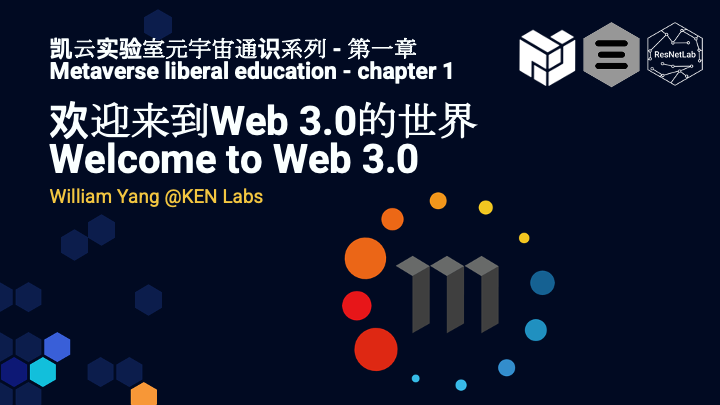 凯云实验室元宇宙通识系列 - 第一章
Metaverse liberal education - chapter 1
欢迎来到Web 3.0的世界
Welcome to Web 3.0
William Yang @KEN Labs
ResNetLab